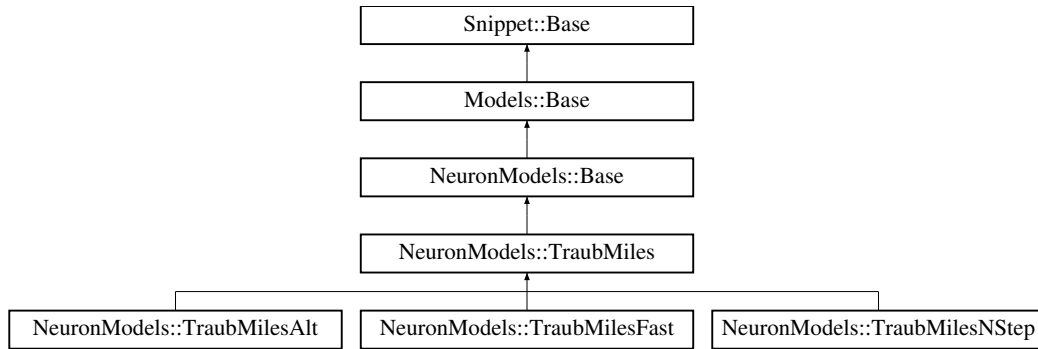 Snippet::Base
Models::Base
NeuronModels::Base
NeuronModels::TraubMiles
NeuronModels::TraubMilesAlt
NeuronModels::TraubMilesFast
NeuronModels::TraubMilesNStep